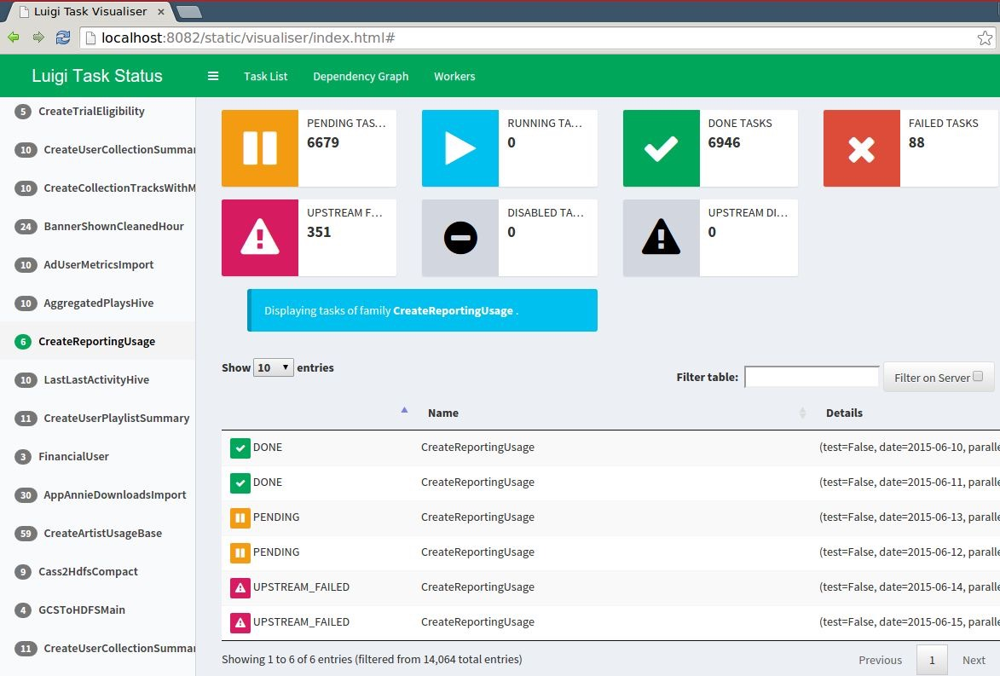 Luigi Task Visualiser
localhost:8082/static/visualiser/index.html#
Luigi Task Status
Task List
Dependency Graph
Workers
5 CreateTrialEligibility
10 CreateUserCollectionSummar
10 CreateCollectionTracksWithM
24 BannerShownCleanedHour
10 AdUserMetricsImport
10 AggregatedPlaysHive
6 CreateReportingUsage
10 LastLastActivityHive
11 CreateUserPlaylistSummary
3 FinancialUser
30 AppAnnieDownloadsImport
59 CreateArtistUsageBase
9 Cass2HdfsCompact
4 GCSToHDFSMain
11 CreateUserCollectionSummar
PENDING TAS...
6679
RUNNING TA...
0
DONE TASKS
6946
FAILED TASKS
88
UPSTREAM F...
351
DISABLED TA...
0
UPSTREAM DI...
0
Displaying tasks of family CreateReportingUsage .
Show 10 entries
Filter table:
Filter on Server
Name Details
DONE CreateReportingUsage (test=False, date=2015-06-10, paralle
DONE CreateReportingUsage (test=False, date=2015-06-11, paralle
PENDING CreateReportingUsage (test=False, date=2015-06-13, paralle
PENDING CreateReportingUsage (test=False, date=2015-06-12, paralle
UPSTREAM_FAILED CreateReportingUsage (test=False, date=2015-06-14, paralle
UPSTREAM_FAILED CreateReportingUsage (test=False, date=2015-06-15, paralle
Showing 1 to 6 of 6 entries (filtered from 14,064 total entries)
Previous 1 Next